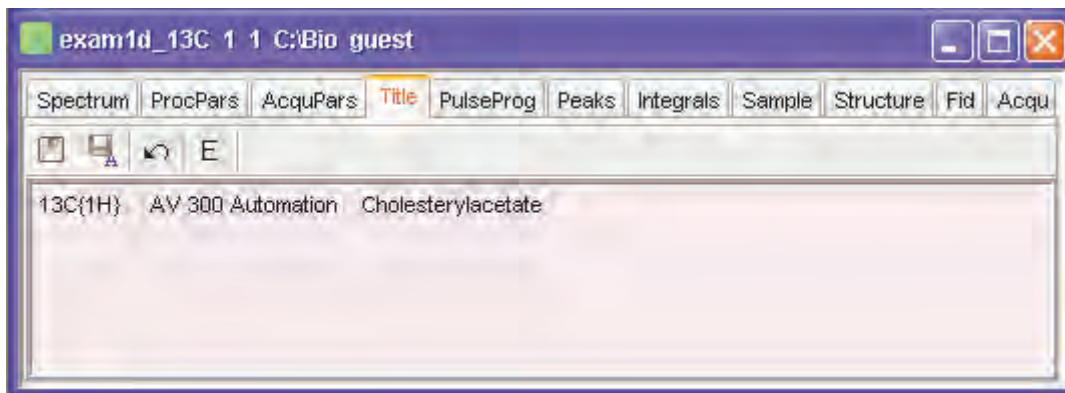 exam1d_13C 1 1 C:\Bio guest
Spectrum ProcPars AcquPars Title PulseProg Peaks Integrals Sample Structure Fid Acqu
A E
13C{1H} AV 300 Automation Cholesterylacetate